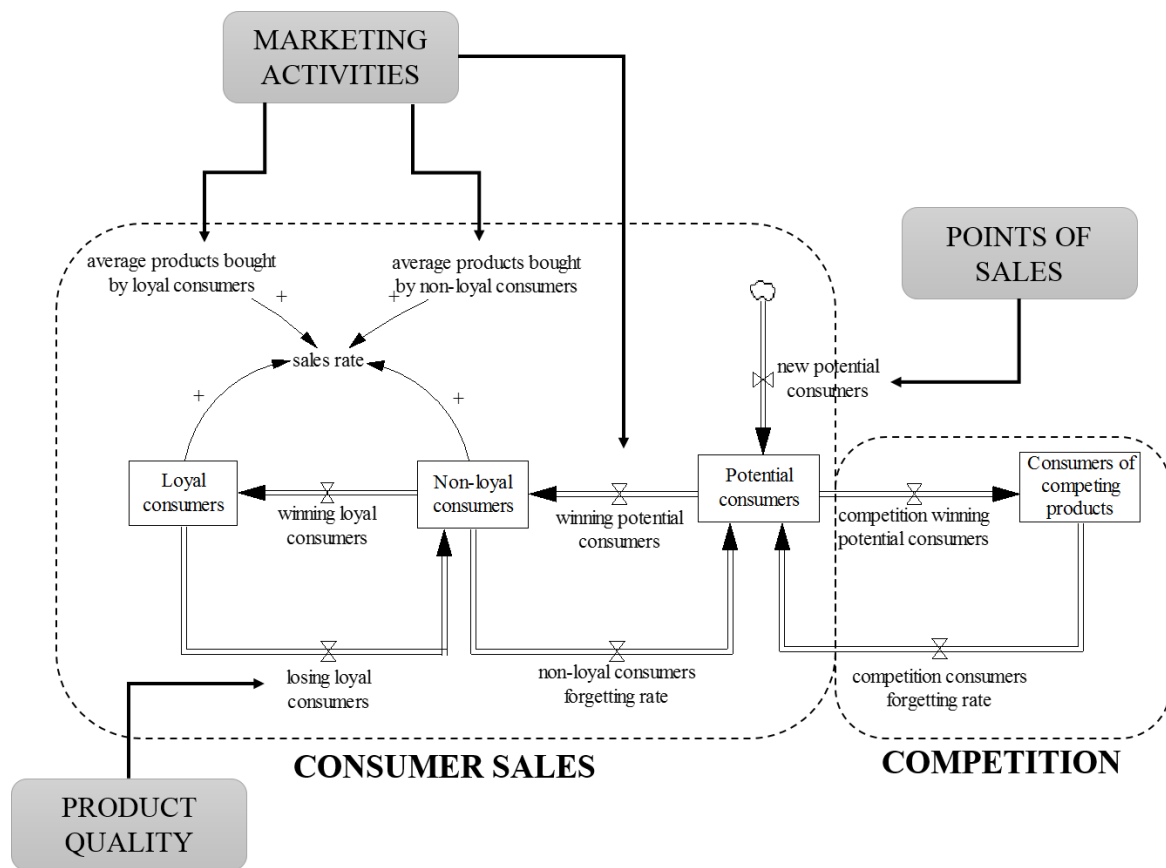 MARKETING
ACTIVITIES
POINTS OF
SALES
average products bought
by loyal consumers
average products bought
by non-loyal consumers
+
+
sales rate
new potential
consumers
+
+
Loyal
consumers
Non-loyal
consumers
Potential
consumers
Consumers of
competing
products
winning loyal
consumers
winning potential
consumers
competition winning
potential consumers
losing loyal
consumers
non-loyal consumers
forgetting rate
competition consumers
forgetting rate
CONSUMER SALES
COMPETITION
PRODUCT
QUALITY